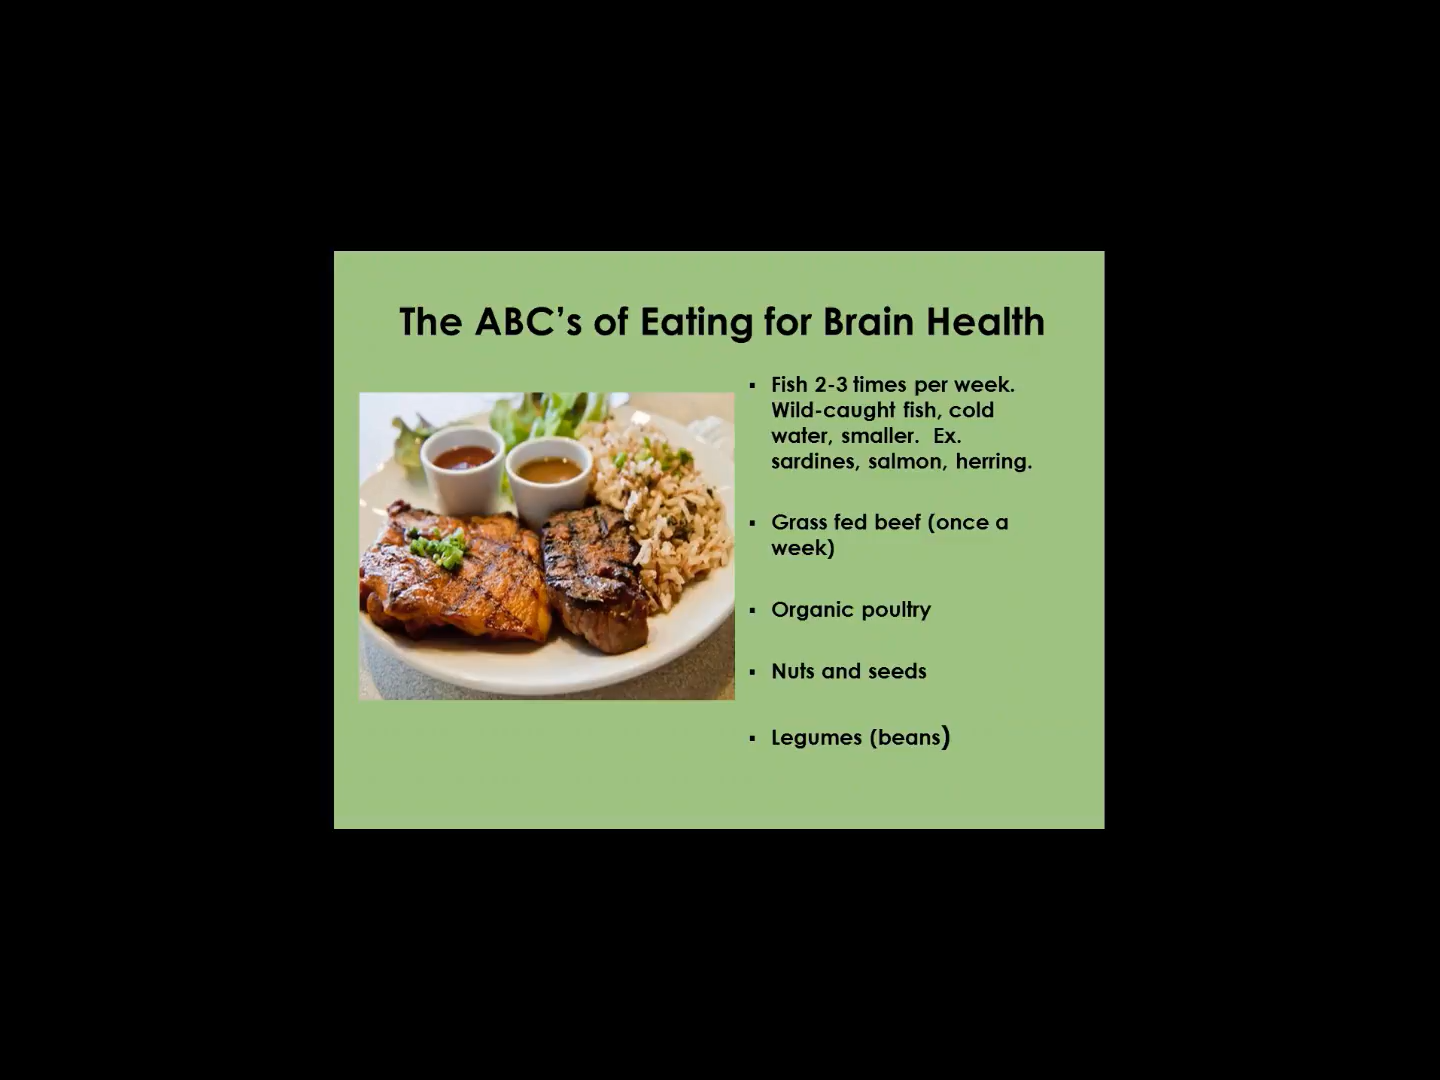 The ABC’s of Eating for Brain Health
▪ Fish 2-3 times per week.
Wild-caught fish, cold
water, smaller.  Ex.
sardines, salmon, herring.
▪ Grass fed beef (once a
week)
▪ Organic poultry
▪ Nuts and seeds
▪ Legumes (beans)